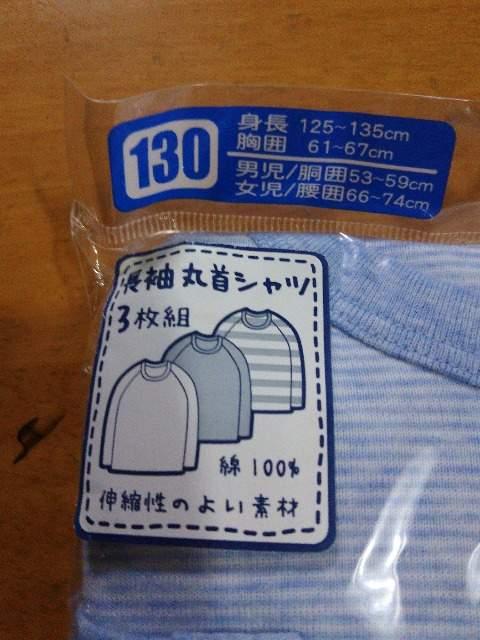 130
身長 125~135cm
胸囲 61~67cm
男児/胴囲53~59cm
女児/腰囲66~74cm
長袖丸首シャツ
3枚組
綿100%
伸縮性のよい素材